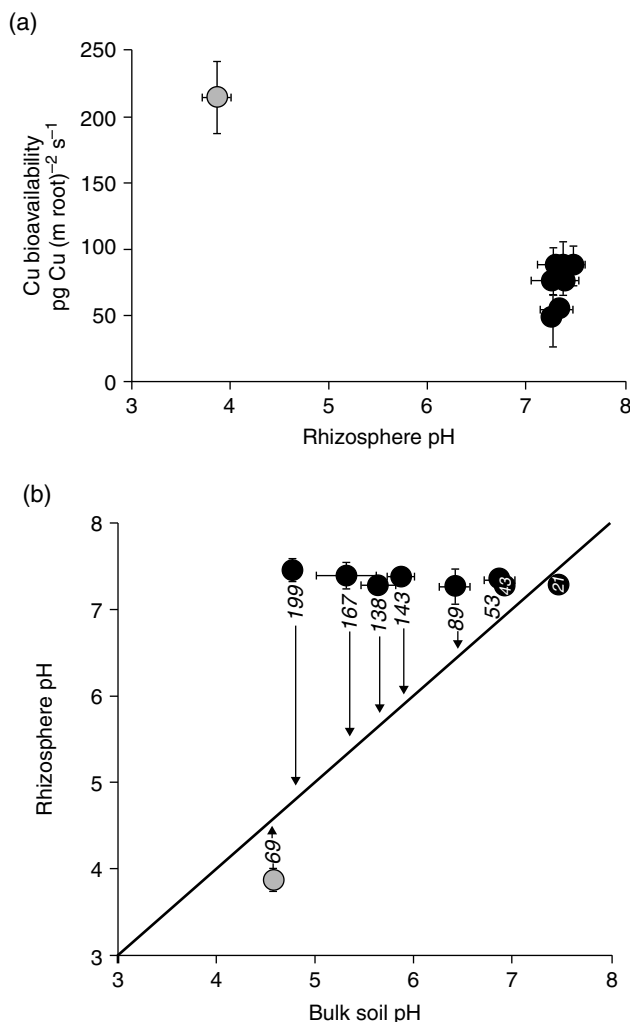 (a)
Cu bioavailability
pg Cu (m root)⁻² s⁻¹
250
200
150
100
50
0
3 4 5 6 7 8
Rhizosphere pH
(b)
Rhizosphere pH
8
7
6
5
4
3
199 167 138 143 89 53 43 21
69
3 4 5 6 7 8
Bulk soil pH